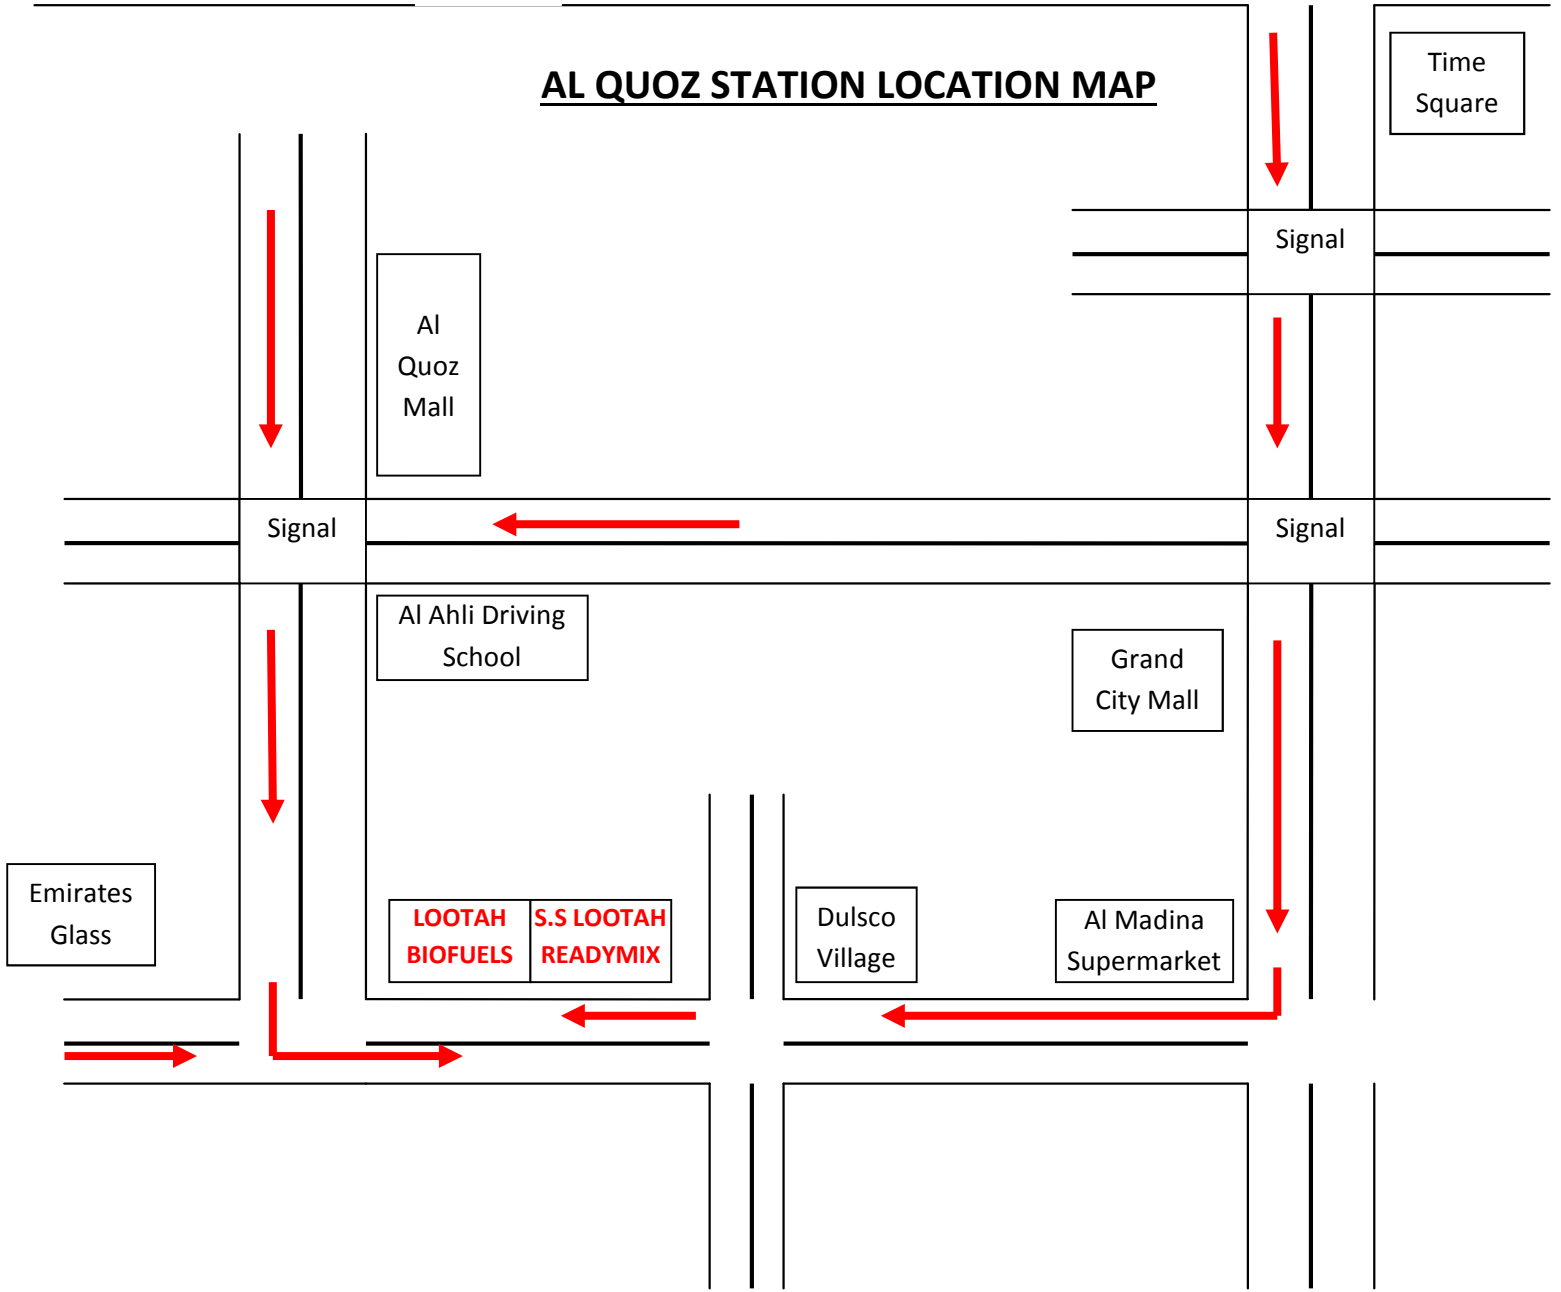 AL QUOZ STATION LOCATION MAP
Time
Square
Signal
Al
Quoz
Mall
Signal
Signal
Al Ahli Driving
School
Grand
City Mall
Emirates
Glass
LOOTAH
BIOFUELS
S.S LOOTAH
READYMIX
Dulsco
Village
Al Madina
Supermarket